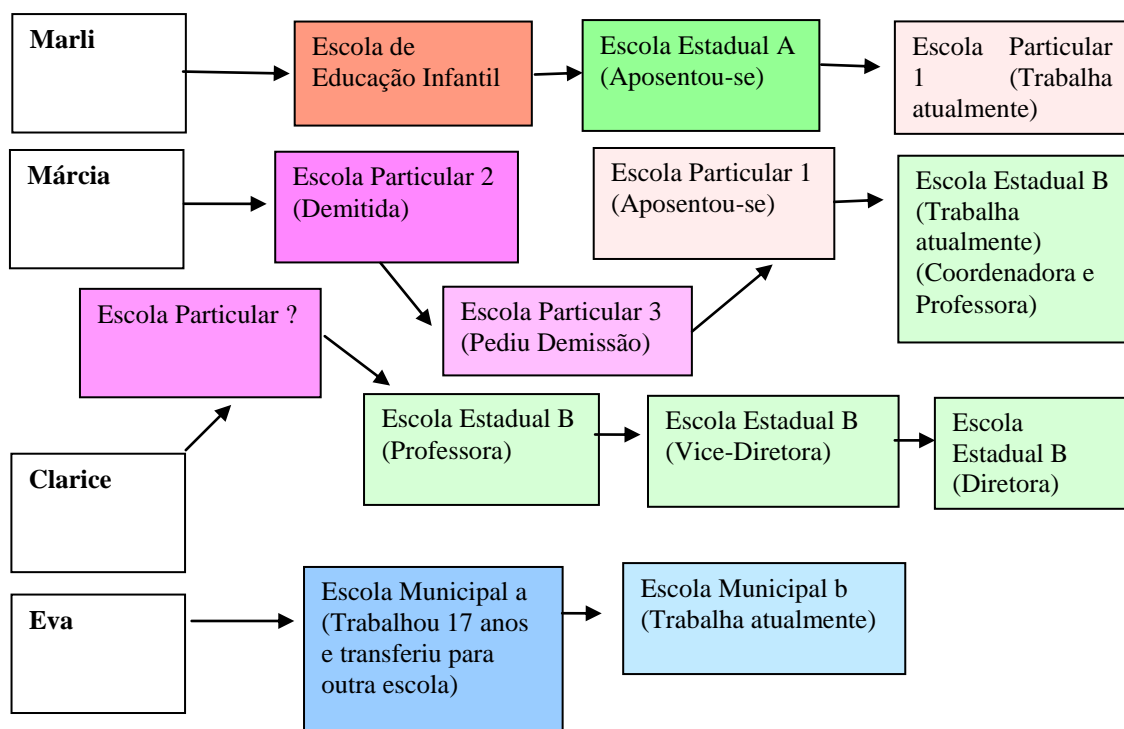 Marli
Escola de
Educação Infantil
Escola Estadual A
(Aposentou-se)
Escola Particular
1 (Trabalha
atualmente)
Márcia
Escola Particular 2
(Demitida)
Escola Particular 3
(Pediu Demissão)
Escola Particular 1
(Aposentou-se)
Escola Estadual B
(Trabalha
atualmente)
(Coordenadora e
Professora)
Clarice
Escola Particular ?
Escola Estadual B
(Professora)
Escola Estadual B
(Vice-Diretora)
Escola
Estadual B
(Diretora)
Eva
Escola Municipal a
(Trabalhou 17 anos
e transferiu para
outra escola)
Escola Municipal b
(Trabalha atualmente)